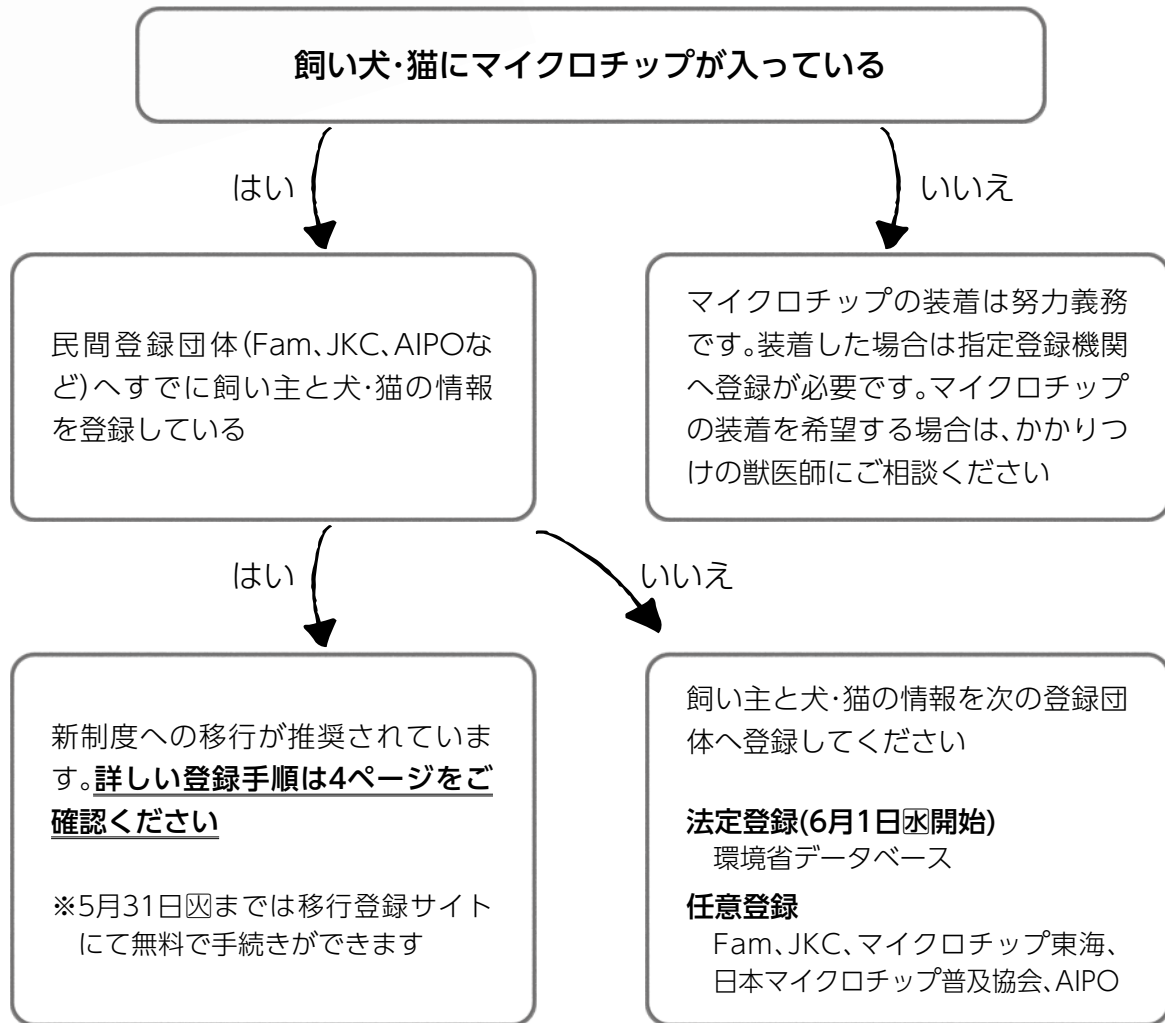 飼い犬・猫にマイクロチップが入っている
はい
いいえ
民間登録団体(Fam、JKC、AIPOな
ど)へすでに飼い主と犬・猫の情報
を登録している
マイクロチップの装着は努力義務
です。装着した場合は指定登録機関
へ登録が必要です。マイクロチップ
の装着を希望する場合は、かかりつ
けの獣医師にご相談ください
はい
いいえ
新制度への移行が推奨されていま
す。詳しい登録手順は4ページをご
確認ください
※5月31日㊋までは移行登録サイト
にて無料で手続きができます
飼い主と犬・猫の情報を次の登録団
体へ登録してください
法定登録(6月1日㊌開始)
環境省データベース
任意登録
Fam、JKC、マイクロチップ東海、
日本マイクロチップ普及協会、AIPO